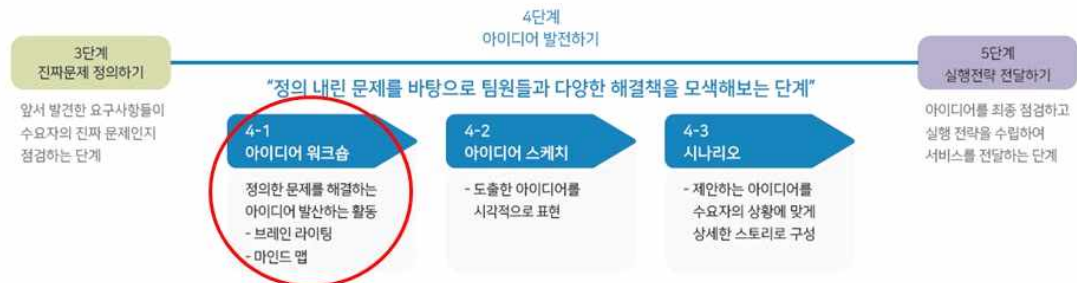 4단계
아이디어 발전하기
3단계
진짜문제 정의하기
앞서 발견한 요구사항들이
수요자의 진짜 문제인지
점검하는 단계
“정의 내린 문제를 바탕으로 팀원들과 다양한 해결책을 모색해보는 단계”
4-1
아이디어 워크숍
정의한 문제를 해결하는
아이디어 발산하는 활동
- 브레인 라이팅
- 마인드 맵
4-2
아이디어 스케치
- 도출한 아이디어를
시각적으로 표현
4-3
시나리오
- 제안하는 아이디어를
수요자의 상황에 맞게
상세한 스토리로 구성
5단계
실행전략 전달하기
아이디어를 최종 점검하고
실행 전략을 수립하여
서비스를 전달하는 단계